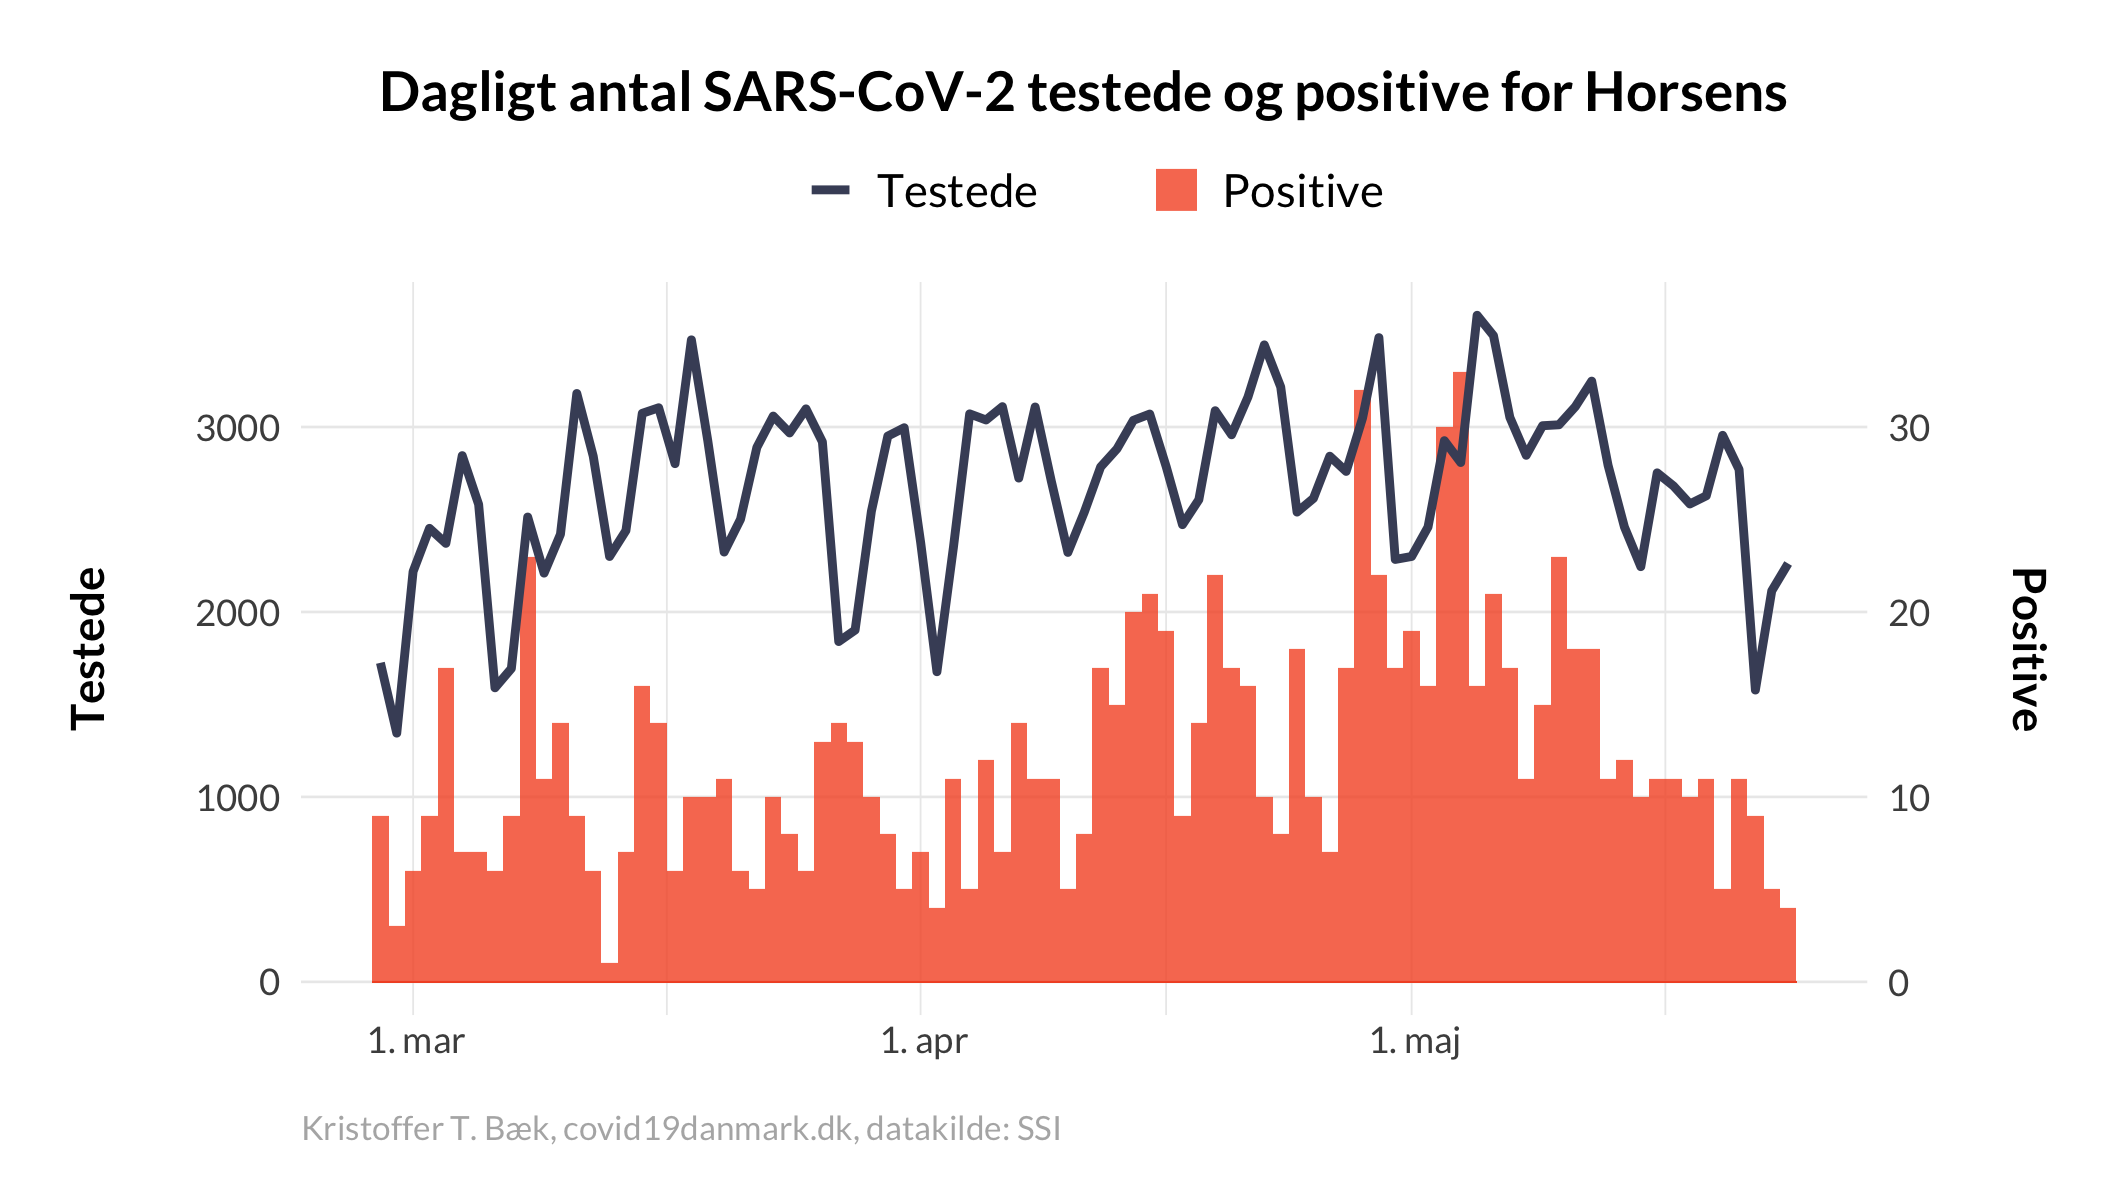 Dagligt antal SARS-CoV-2 testede og positive for Horsens
Testede
Positive
Testede
3000
2000
1000
0
30
20
10
0
Positive
1. mar
1. apr
1. maj
Kristoffer T. Bæk, covid19danmark.dk, datakilde: SSI